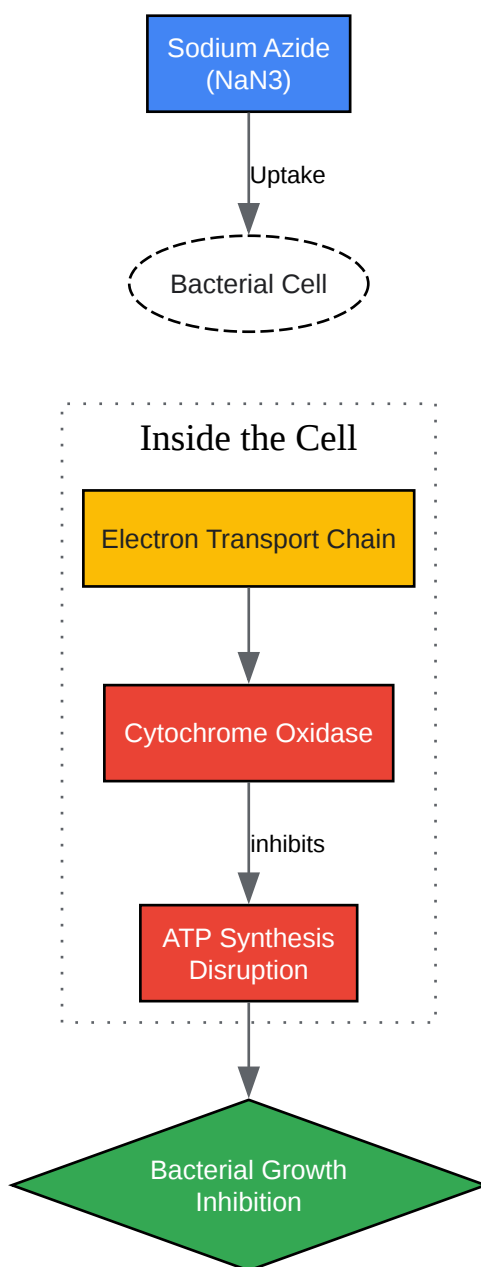 Sodium Azide
(NaN3)
Uptake
Bacterial Cell
Inside the Cell
Electron Transport Chain
Cytochrome Oxidase
inhibits
ATP Synthesis
Disruption
Bacterial Growth
Inhibition